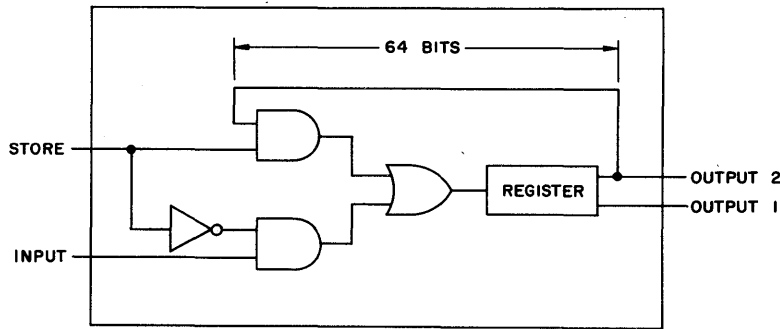 64 BITS
STORE
REGISTER
OUTPUT 2
OUTPUT 1
INPUT